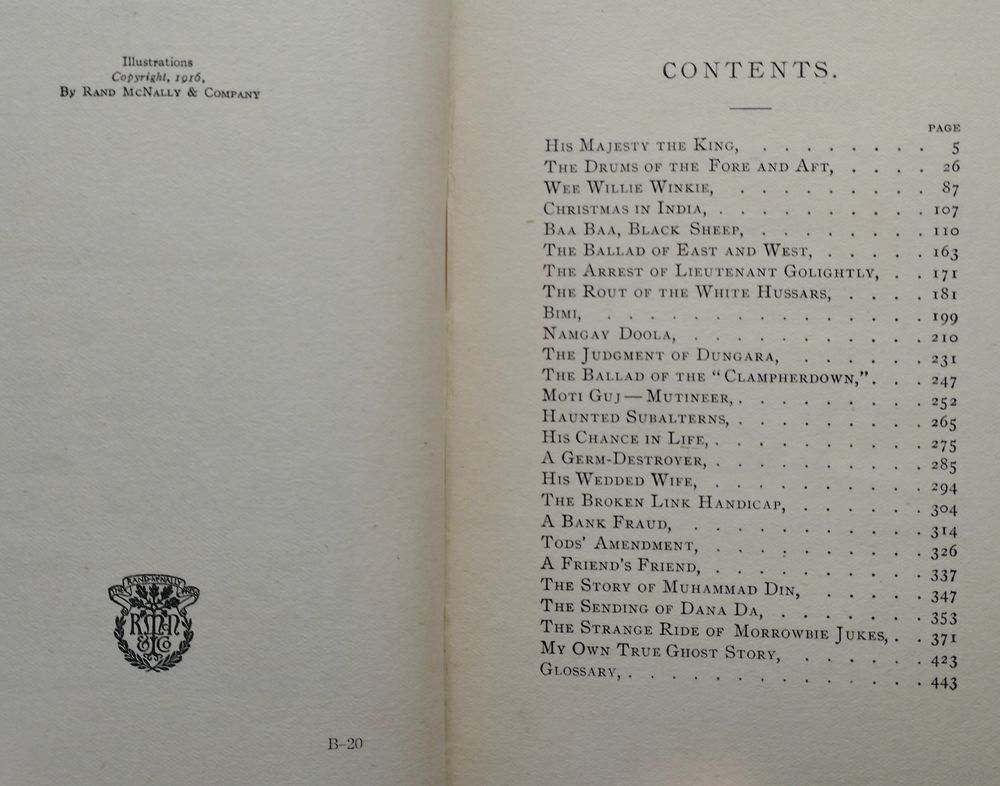 Illustrations
Copyright, 1916,
By Rand McNally & Company
THE RAND-McNALLY PRESS
RMcN
& Co
B-20
CONTENTS.
PAGE
His Majesty the King, . . . . . . . . 5
The Drums of the Fore and Aft, . . . . 26
Wee Willie Winkie, . . . . . . . . . 87
Christmas in India, . . . . . . . . . . 107
Baa Baa, Black Sheep, . . . . . . . . 110
The Ballad of East and West, . . . . . 163
The Arrest of Lieutenant Golightly, . . 171
The Rout of the White Hussars, . . . . 181
Bimi, . . . . . . . . . . . . . 199
Namgay Doola, . . . . . . . . . . . 210
The Judgment of Dungara, . . . . . . 231
The Ballad of the "Clampherdown,". . . 247
Moti Guj — Mutineer, . . . . . . . . . 252
Haunted Subalterns, . . . . . . . . . 265
His Chance in Life, . . . . . . . . . . 275
A Germ-Destroyer, . . . . . . . . . . 285
His Wedded Wife, . . . . . . . . . . 294
The Broken Link Handicap, . . . . . . 304
A Bank Fraud, . . . . . . . . . . 314
Tods' Amendment, . . . . . . . . . . 326
A Friend's Friend, . . . . . . . . . . 337
The Story of Muhammad Din, . . . . . 347
The Sending of Dana Da, . . . . . . . 353
The Strange Ride of Morrowbie Jukes, . . 371
My Own True Ghost Story, . . . . . . 423
Glossary, . . . . . . . . . . . . . 443